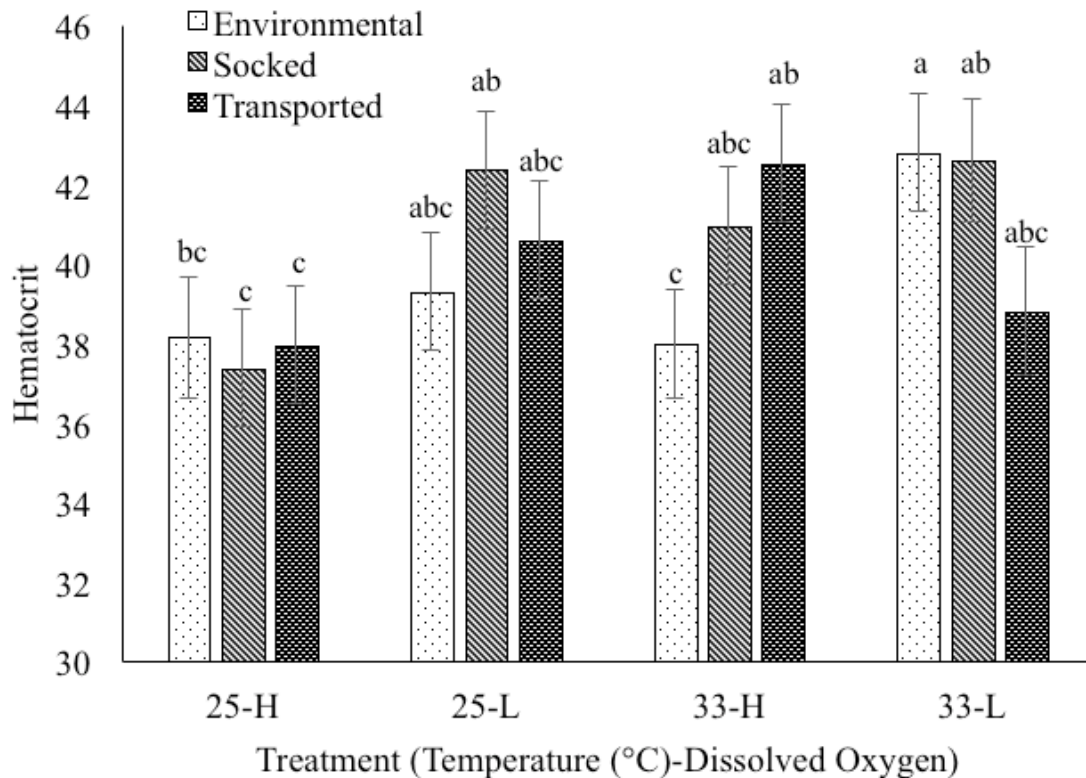 Environmental
Socked
Transported
Hematocrit
46
44
42
40
38
36
34
32
30
bc
c
c
abc
ab
abc
c
abc
ab
a
ab
abc
25-H
25-L
33-H
33-L
Treatment (Temperature (°C)-Dissolved Oxygen)